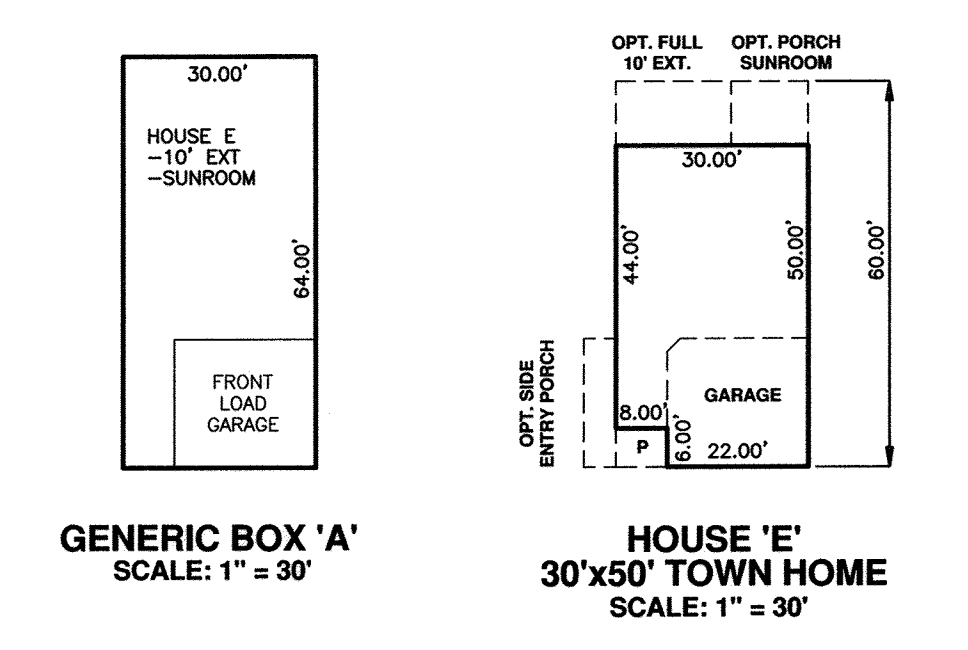 30.00'
HOUSE E
-10' EXT
-SUNROOM
64.00'
FRONT
LOAD
GARAGE
GENERIC BOX 'A'
SCALE: 1" = 30'
OPT. FULL
10' EXT.
OPT. PORCH
SUNROOM
30.00'
44.00'
50.00'
60.00'
OPT. SIDE
ENTRY PORCH
GARAGE
8.00'
P
6.00'
22.00'
HOUSE 'E'
30'x50' TOWN HOME
SCALE: 1" = 30'